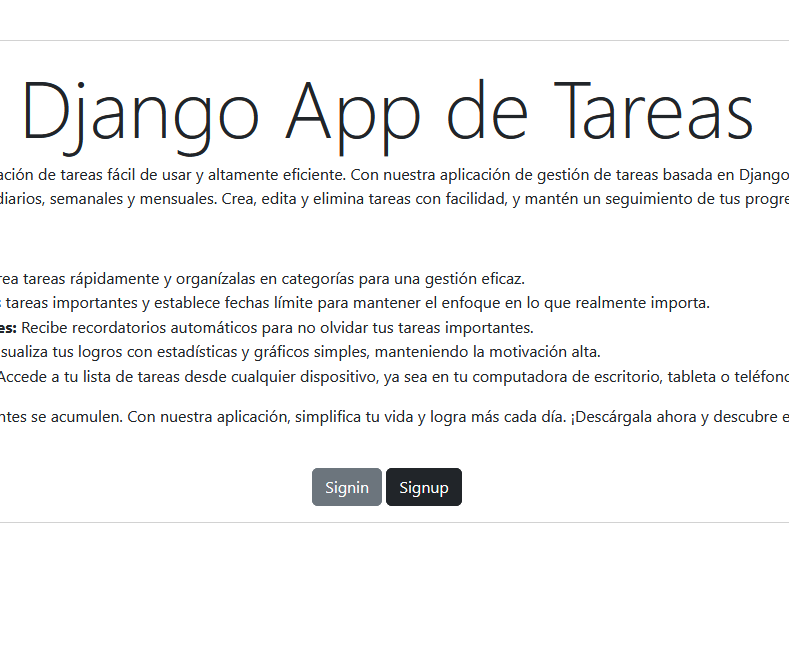 Django App de Tareas
ación de tareas fácil de usar y altamente eficiente. Con nuestra aplicación de gestión de tareas basada en Django
diarios, semanales y mensuales. Crea, edita y elimina tareas con facilidad, y mantén un seguimiento de tus progre
rea tareas rápidamente y organízalas en categorías para una gestión eficaz.
tareas importantes y establece fechas límite para mantener el enfoque en lo que realmente importa.
es: Recibe recordatorios automáticos para no olvidar tus tareas importantes.
sualiza tus logros con estadísticas y gráficos simples, manteniendo la motivación alta.
Accede a tu lista de tareas desde cualquier dispositivo, ya sea en tu computadora de escritorio, tableta o teléfono
ntes se acumulen. Con nuestra aplicación, simplifica tu vida y logra más cada día. ¡Descárgala ahora y descubre e
Signin Signup